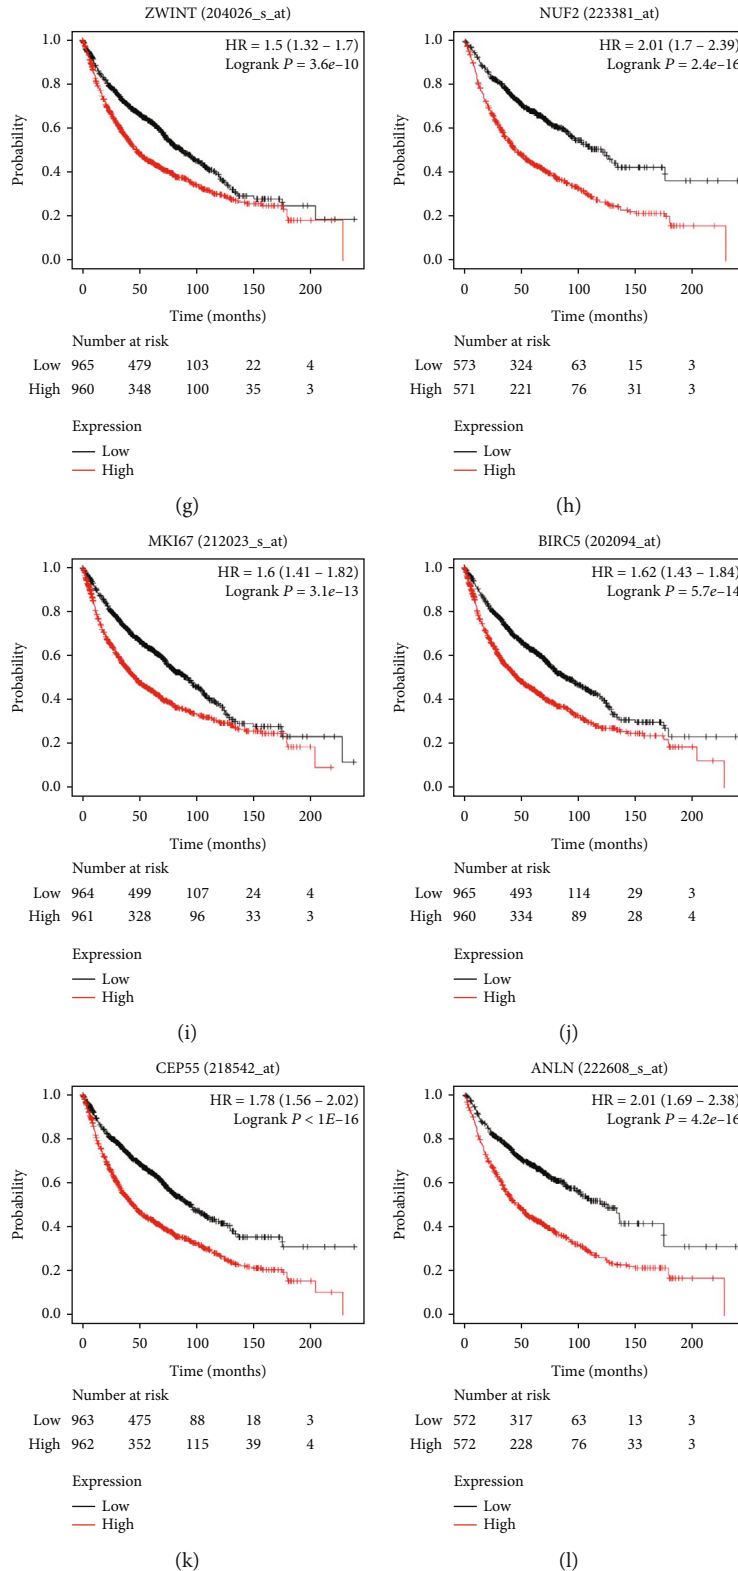 ZWINT (204026_s_at)
HR = 1.5 (1.32 – 1.7)
Logrank P = 3.6e–10
Probability
1.0
0.8
0.6
0.4
0.2
0.0
0 50 100 150 200
Time (months)
Number at risk
Low 965 479 103 22 4
High 960 348 100 35 3
Expression
Low
High
(g)
NUF2 (223381_at)
HR = 2.01 (1.7 – 2.39)
Logrank P = 2.4e–16
Probability
1.0
0.8
0.6
0.4
0.2
0.0
0 50 100 150 200
Time (months)
Number at risk
Low 573 324 63 15 3
High 571 221 76 31 3
Expression
Low
High
(h)
MKI67 (212023_s_at)
HR = 1.6 (1.41 – 1.82)
Logrank P = 3.1e–13
Probability
1.0
0.8
0.6
0.4
0.2
0.0
0 50 100 150 200
Time (months)
Number at risk
Low 964 499 107 24 4
High 961 328 96 33 3
Expression
Low
High
(i)
BIRC5 (202094_at)
HR = 1.62 (1.43 – 1.84)
Logrank P = 5.7e–14
Probability
1.0
0.8
0.6
0.4
0.2
0.0
0 50 100 150 200
Time (months)
Number at risk
Low 965 493 114 29 3
High 960 334 89 28 4
Expression
Low
High
(j)
CEP55 (218542_at)
HR = 1.78 (1.56 – 2.02)
Logrank P < 1E–16
Probability
1.0
0.8
0.6
0.4
0.2
0.0
0 50 100 150 200
Time (months)
Number at risk
Low 963 475 88 18 3
High 962 352 115 39 4
Expression
Low
High
(k)
ANLN (222608_s_at)
HR = 2.01 (1.69 – 2.38)
Logrank P = 4.2e–16
Probability
1.0
0.8
0.6
0.4
0.2
0.0
0 50 100 150 200
Time (months)
Number at risk
Low 572 317 63 13 3
High 572 228 76 33 3
Expression
Low
High
(l)